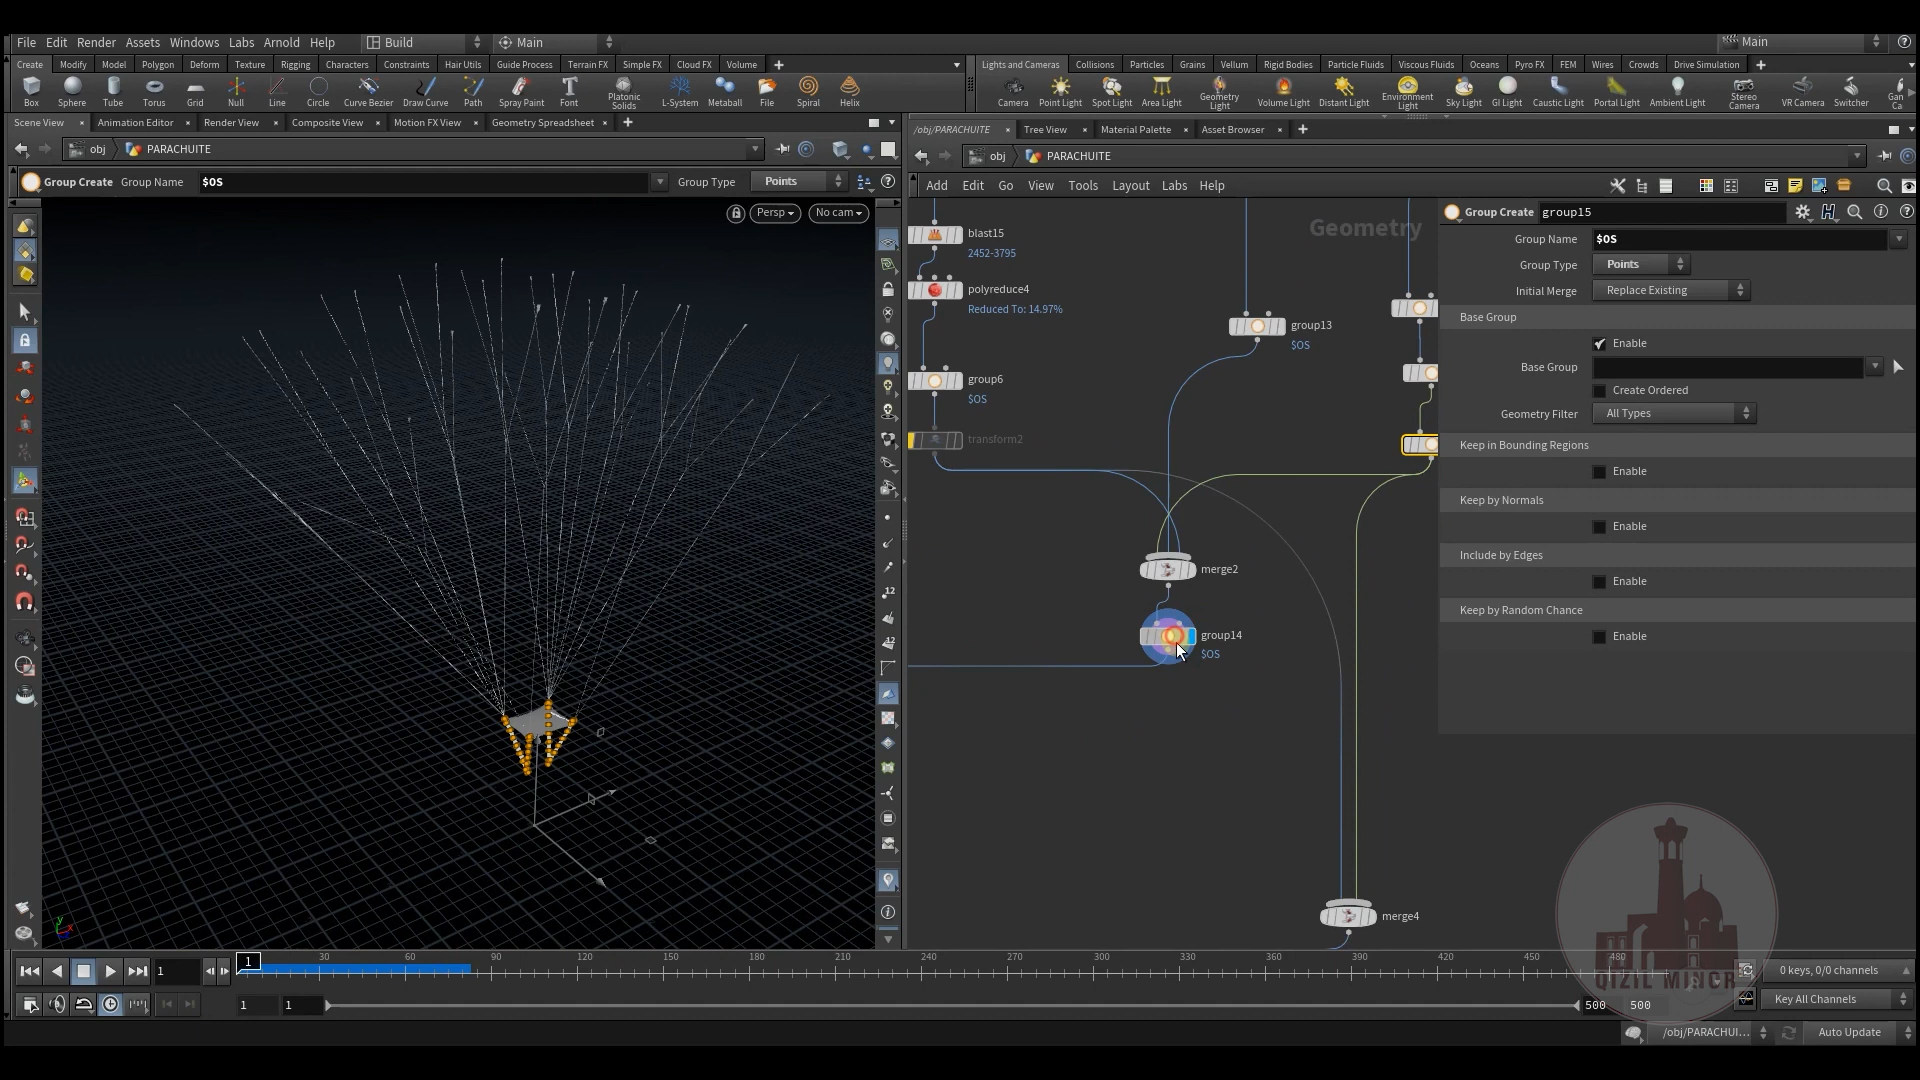 File Edit Render Assets Windows Labs Arnold Help Build Main Main
Create Modify Model Polygon Deform Texture Rigging Characters Constraints Hair Utils Guide Process Terrain FX Simple FX Cloud FX Volume
Lights and Cameras Collisions Particles Grains Vellum Rigid Bodies Particle Fluids Viscous Fluids Oceans Pyro FX FEM Wires Crowds Drive Simulation
Box Sphere Tube Torus Grid Null Line Circle Curve Bezier Draw Curve Path Spray Paint Font Platonic Solids L-System Metaball File Spiral Helix
Camera Point Light Spot Light Area Light Geometry Light Volume Light Distant Light Environment Light Sky Light GI Light Caustic Light Portal Light Ambient Light Stereo Camera VR Camera Switcher Gan Ca
Scene View Animation Editor Render View Composite View Motion FX View Geometry Spreadsheet
/obj/PARACHUITE Tree View Material Palette Asset Browser
obj PARACHUITE
obj PARACHUITE
Group Create Group Name $OS Group Type Points
Add Edit Go View Tools Layout Labs Help
Persp No cam
Geometry
blast15
2452-3795
polyreduce4
Reduced To: 14.97%
group13
$OS
group6
$OS
transform2
merge2
group14
$OS
merge4
Group Create group15
Group Name $OS
Group Type Points
Initial Merge Replace Existing
Base Group
Enable
Base Group
Create Ordered
Geometry Filter All Types
Keep in Bounding Regions
Enable
Keep by Normals
Enable
Include by Edges
Enable
Keep by Random Chance
Enable
12
12
y x
QIZIL MINOR
1 1 30 60 90 120 150 180 210 240 270 300 330 360 390 420 450 480
0 keys, 0/0 channels
1 1 500 500
Key All Channels
/obj/PARACHUI... Auto Update